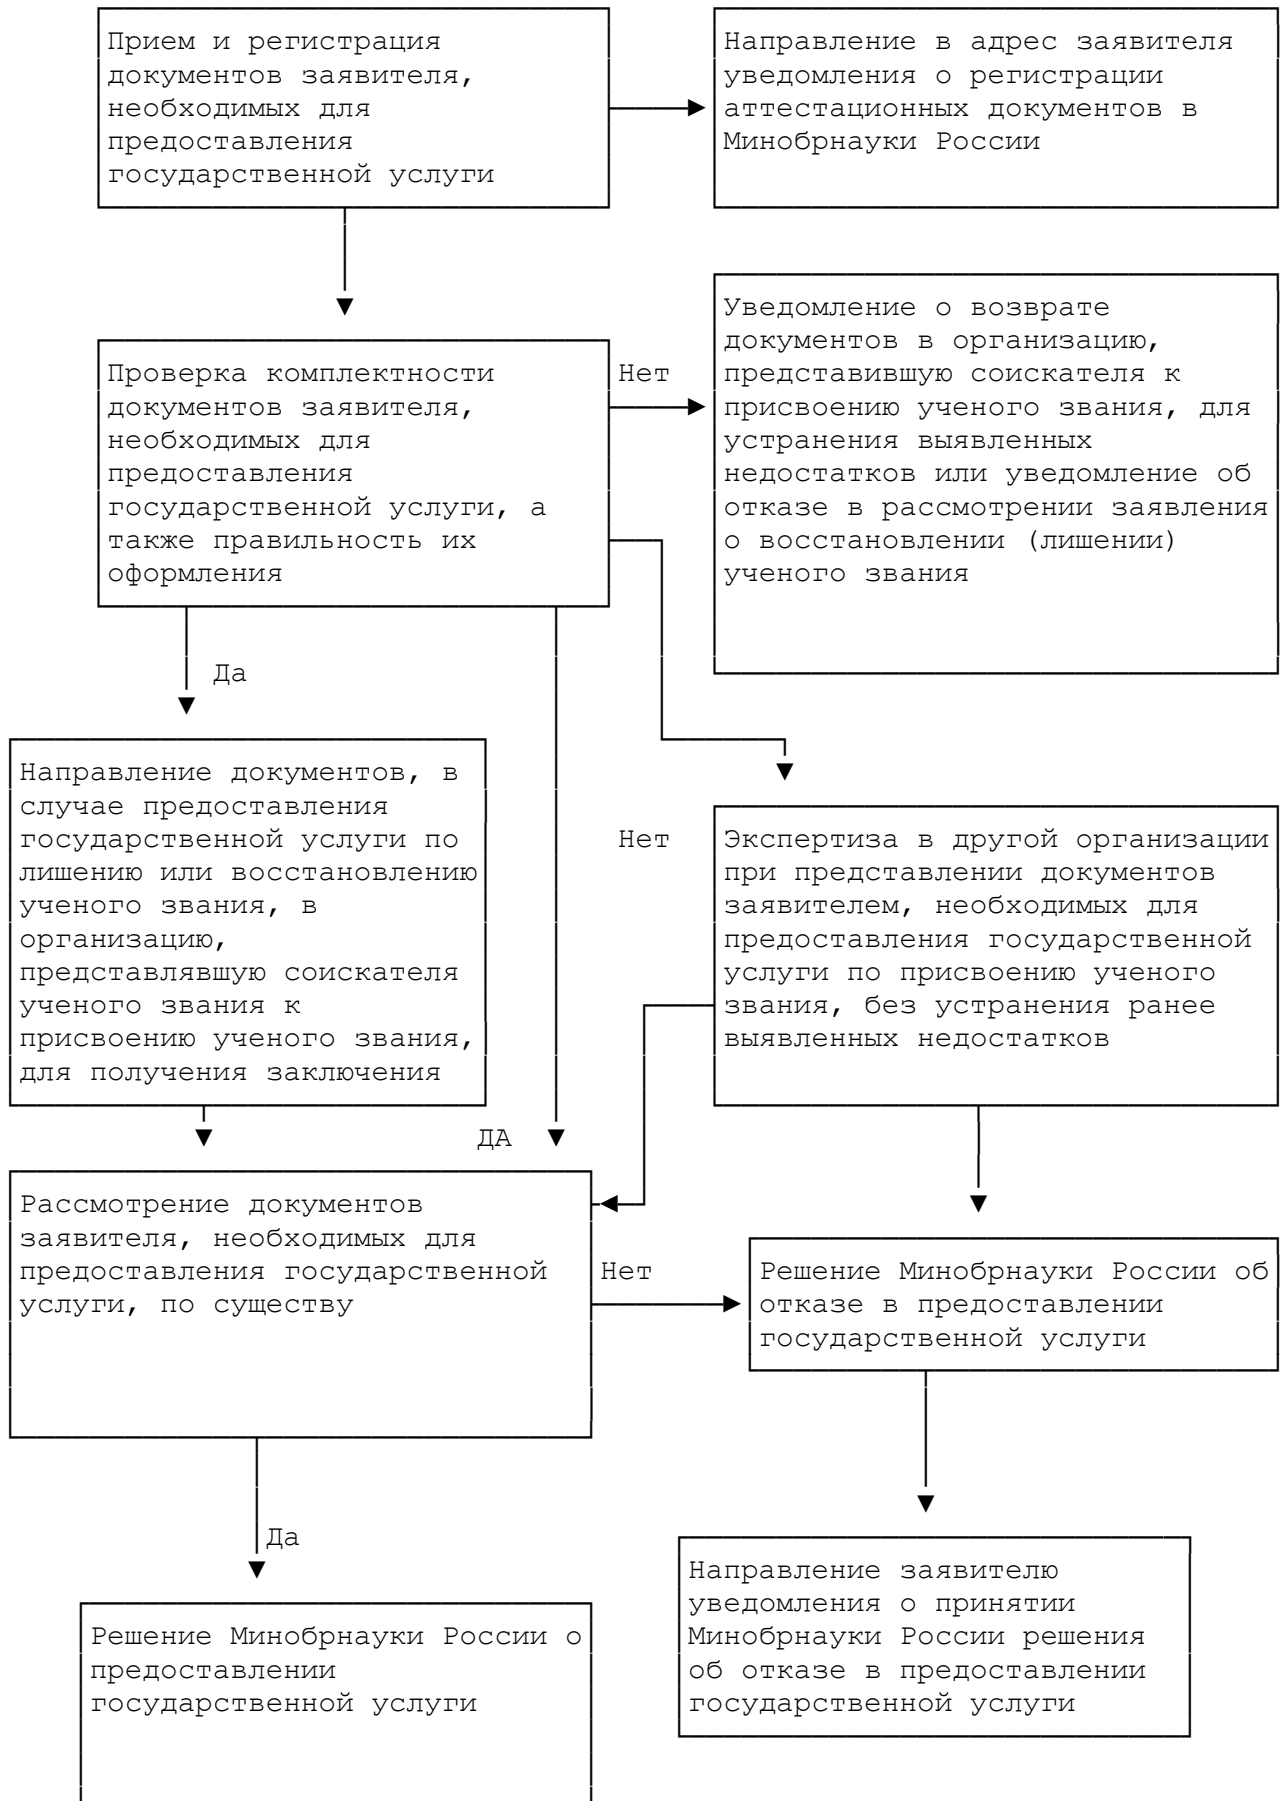 Прием и регистрация
документов заявителя,
необходимых для
предоставления
государственной услуги
Направление в адрес заявителя
уведомления о регистрации
аттестационных документов в
Минобрнауки России
Проверка комплектности
документов заявителя,
необходимых для
предоставления
государственной услуги, а
также правильность их
оформления
Нет
Уведомление о возврате
документов в организацию,
представившую соискателя к
присвоению ученого звания, для
устранения выявленных
недостатков или уведомление об
отказе в рассмотрении заявления
о восстановлении (лишении)
ученого звания
Да
Направление документов, в
случае предоставления
государственной услуги по
лишению или восстановлению
ученого звания, в
организацию,
представлявшую соискателя
ученого звания к
присвоению ученого звания,
для получения заключения
Нет
Экспертиза в другой организации
при представлении документов
заявителем, необходимых для
предоставления государственной
услуги по присвоению ученого
звания, без устранения ранее
выявленных недостатков
ДА
Рассмотрение документов
заявителя, необходимых для
предоставления государственной
услуги, по существу
Нет
Решение Минобрнауки России об
отказе в предоставлении
государственной услуги
Да
Решение Минобрнауки России о
предоставлении
государственной услуги
Направление заявителю
уведомления о принятии
Минобрнауки России решения
об отказе в предоставлении
государственной услуги